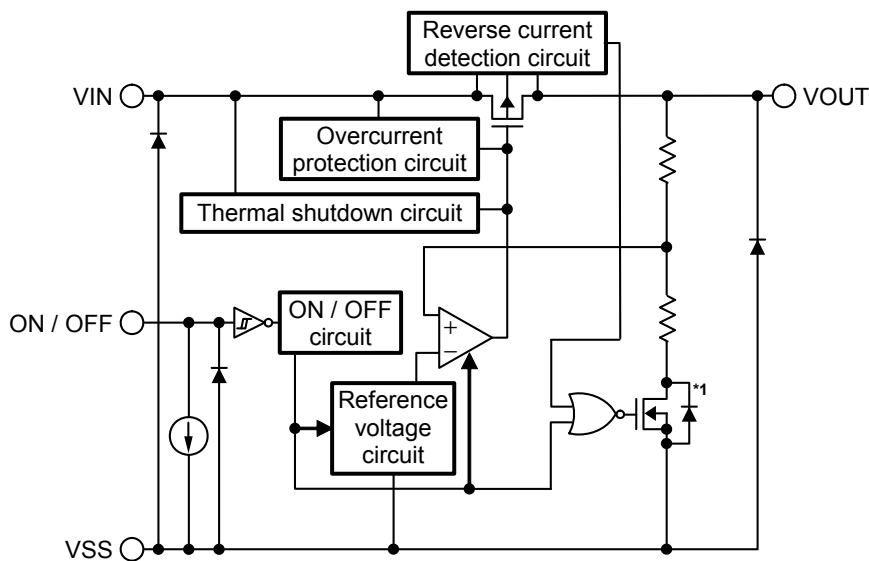 Reverse current
detection circuit
VIN
VOUT
Overcurrent
protection circuit
Thermal shutdown circuit
ON / OFF
ON / OFF
circuit
+
−
*1
Reference
voltage
circuit
VSS